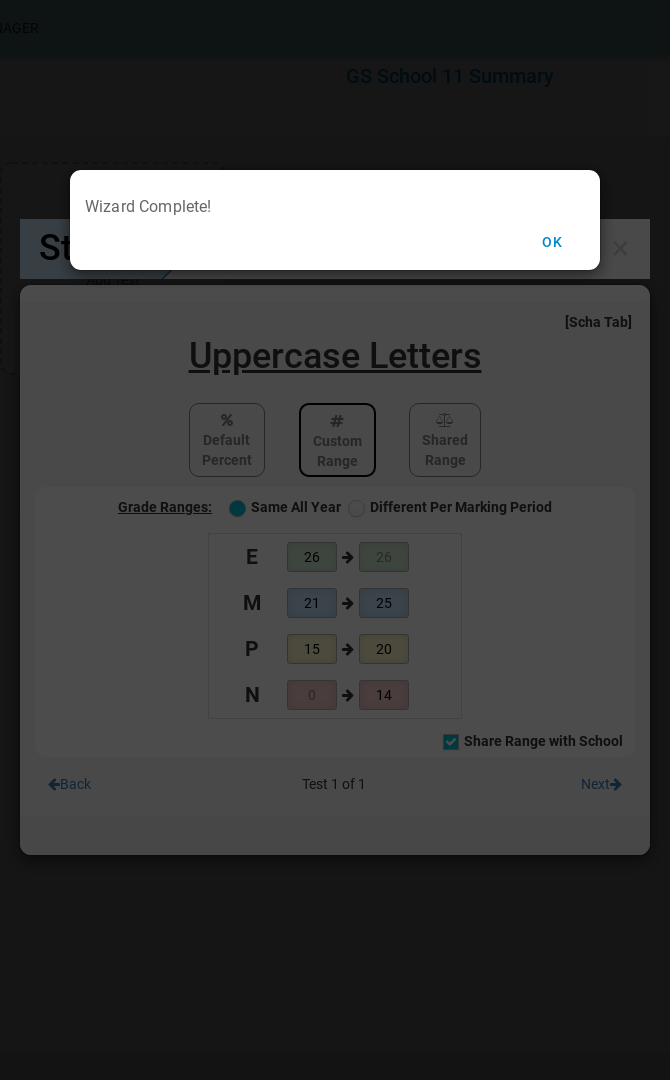 NAGER
GS School 11 Summary
Wizard Complete!
OK
St
×
[Scha Tab]
Uppercase Letters
% # 
Default Custom Shared
Percent Range Range
Grade Ranges: Same All Year Different Per Marking Period
E 26 26
M 21 25
P 15 20
N 0 14
Share Range with School
Back Test 1 of 1 Next